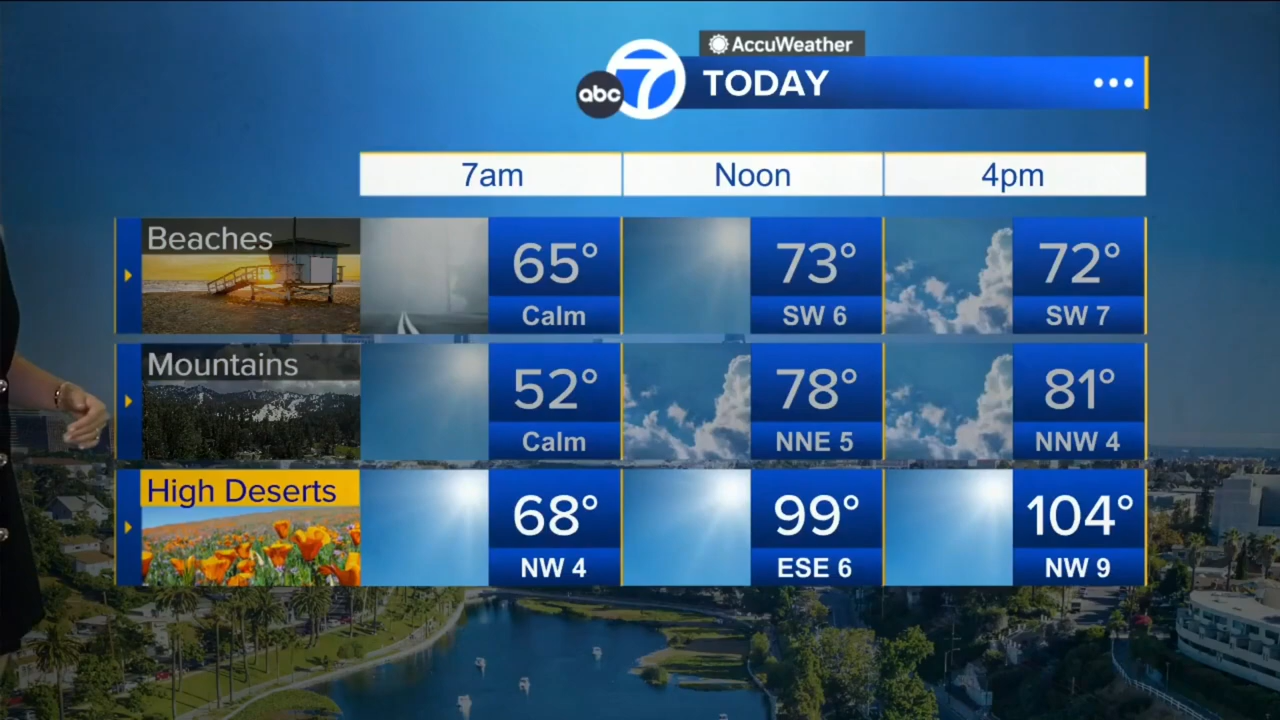 AccuWeather
abc 7 TODAY
7am Noon 4pm
Beaches 65° 73° 72°
Calm SW 6 SW 7
Mountains 52° 78° 81°
Calm NNE 5 NNW 4
High Deserts 68° 99° 104°
NW 4 ESE 6 NW 9